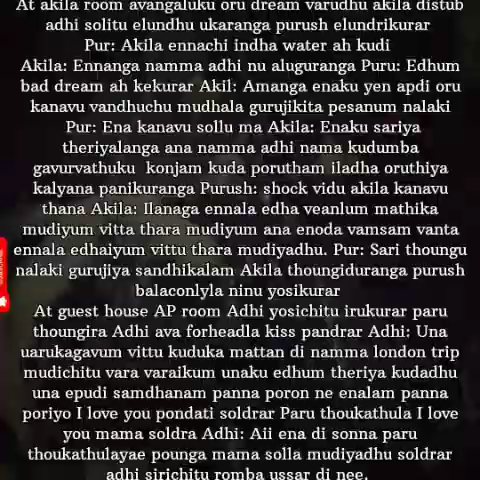 At akila room avangaluku oru dream varudhu akila distub
adhi solitu elundhu ukaranga purush elundrikurar
Pur: Akila ennachi indha water ah kudi
Akila: Ennanga namma adhi nu aluguranga Puru: Edhum
bad dream ah kekurar Akil: Amanga enaku yen apdi oru
kanavu vandhuchu mudhala gurujikita pesanum nalaki
Pur: Ena kanavu sollu ma Akila: Enaku sariya
theriyalanga ana namma adhi nama kudumba
gavurvathuku konjam kuda porutham iladha oruthiya
kalyana panikuranga Purush: shock vidu akila kanavu
thana Akila: Ilanaga ennala edha veanlum mathika
mudiyum vitta thara mudiyum ana enoda vamsam vanta
ennala edhaiyum vittu thara mudiyadhu. Pur: Sari thoungu
nalaki gurujiya sandhikalam Akila thoungiduranga purush
balaconlyla ninu yosikurar
At guest house AP room Adhi yosichitu irukurar paru
thoungira Adhi ava forheadla kiss pandrar Adhi: Una
uarukagavum vittu kuduka mattan di namma london trip
mudichitu vara varaikum unaku edhum theriya kudadhu
una epudi samdhanam panna poron ne enalam panna
poriyo I love you pondati soldrar Paru thoukathula I love
you mama soldra Adhi: Aii ena di sonna paru
thoukathulayae pounga mama solla mudiyadhu soldrar
adhi sirichitu romba ussar di nee.